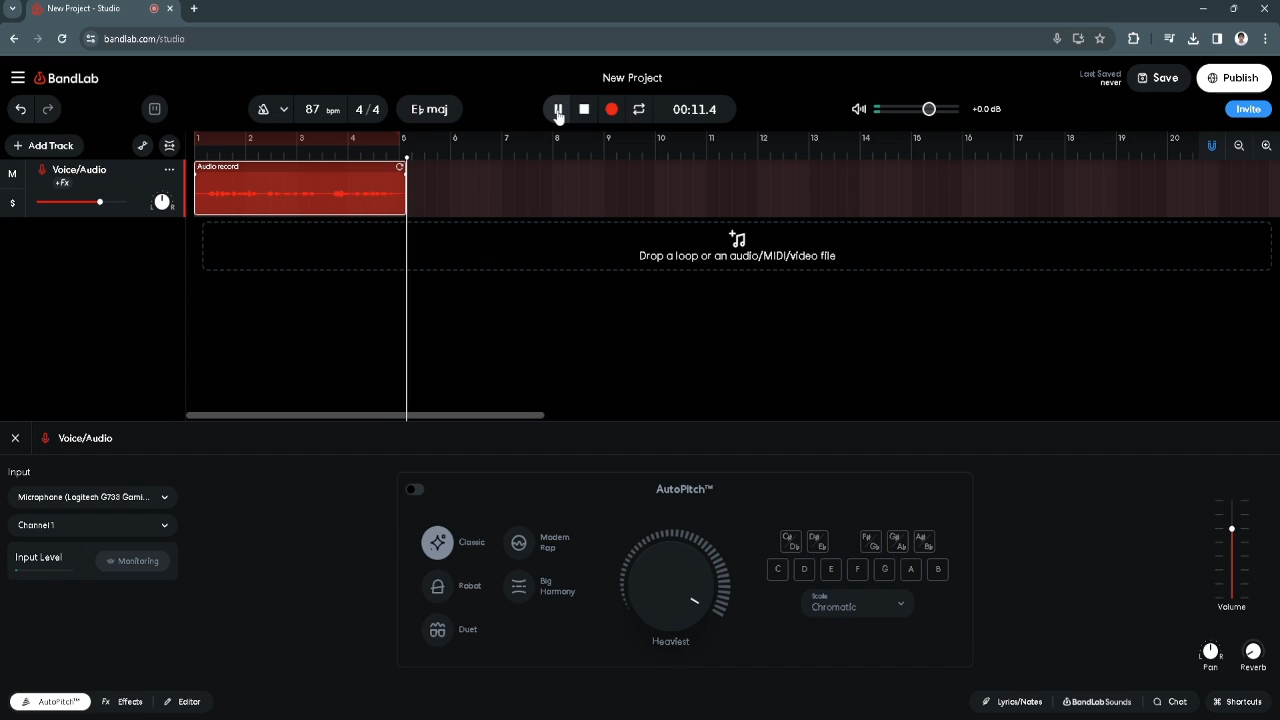 New Project - Studio
bandlab.com/studio
BandLab
New Project
Last Saved
never
Save
Publish
87 bpm
4/4
E♭ maj
00:11.4
+0.0 dB
Invite
+ Add Track
1 2 3 4 5 6 7 8 9 10 11 12 13 14 15 16 17 18 19 20
M
S
Voice/Audio
+Fx
L R
Audio record
Drop a loop or an audio/MIDI/video file
Voice/Audio
Input
Microphone (Logitech G733 Gami...
Channel 1
Input Level
Monitoring
AutoPitch™
Classic
Modern
Rap
Robot
Big
Harmony
Duet
Heaviest
C# D♭
D# E♭
F# G♭
G# A♭
A# B♭
C D E F G A B
Scale
Chromatic
Volume
L R
Pan
Reverb
AutoPitch™
Fx Effects
Editor
Lyrics/Notes
BandLab Sounds
Chat
Shortcuts